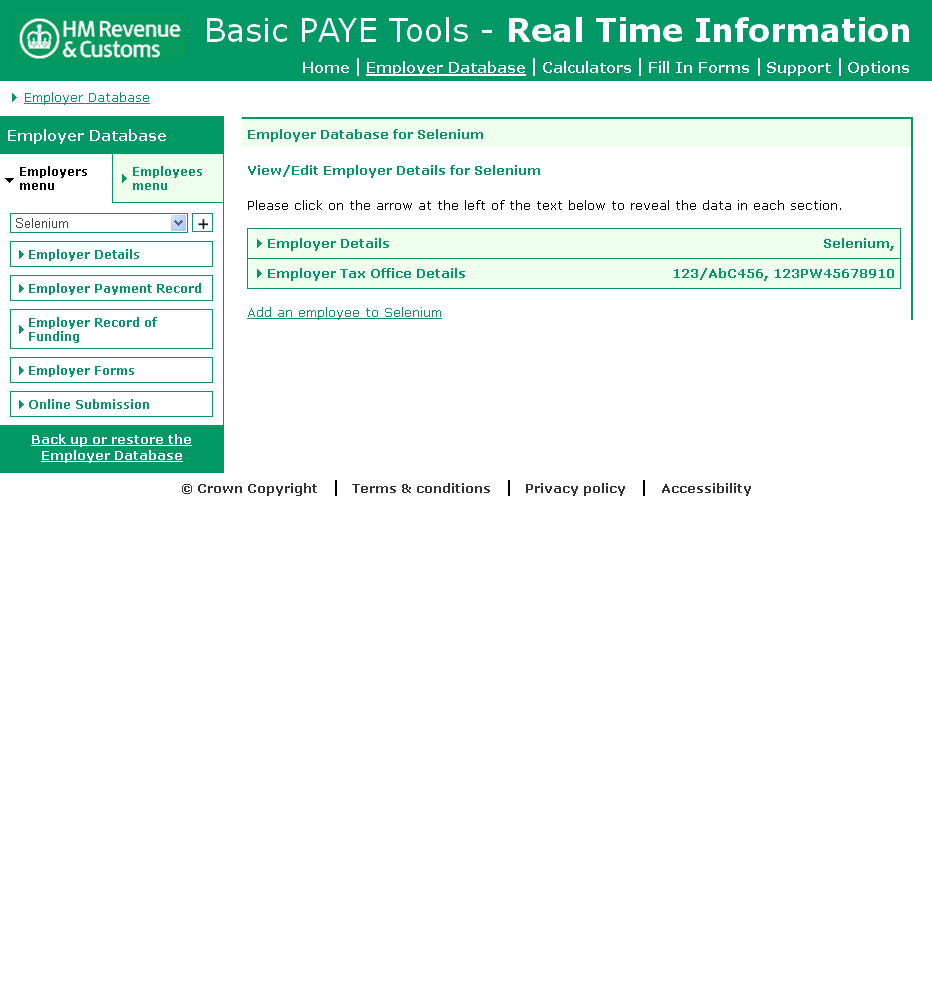 HM Revenue
& Customs
Basic PAYE Tools - Real Time Information
Home | Employer Database | Calculators | Fill In Forms | Support | Options
Employer Database
Employer Database
Employers
menu
Employees
menu
Selenium
+
Employer Details
Employer Payment Record
Employer Record of
Funding
Employer Forms
Online Submission
Back up or restore the
Employer Database
Employer Database for Selenium
View/Edit Employer Details for Selenium
Please click on the arrow at the left of the text below to reveal the data in each section.
Employer Details Selenium,
Employer Tax Office Details 123/AbC456, 123PW45678910
Add an employee to Selenium
© Crown Copyright | Terms & conditions | Privacy policy | Accessibility